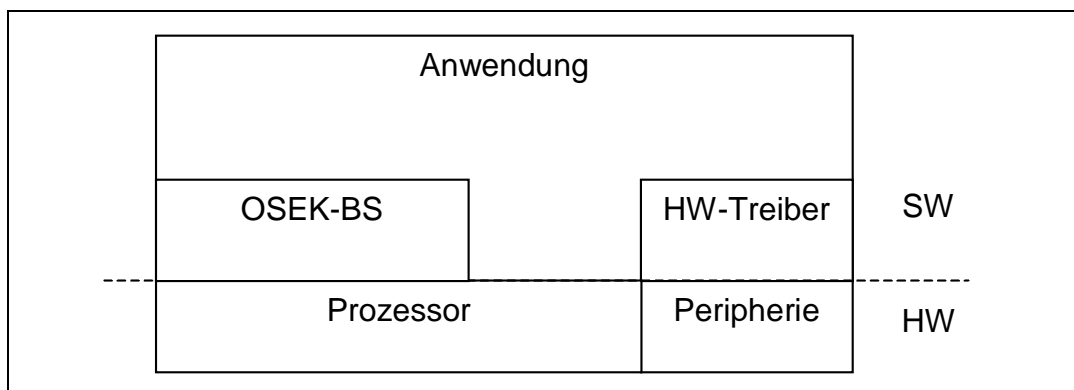 Anwendung
OSEK-BS
HW-Treiber
SW
Prozessor
Peripherie
HW